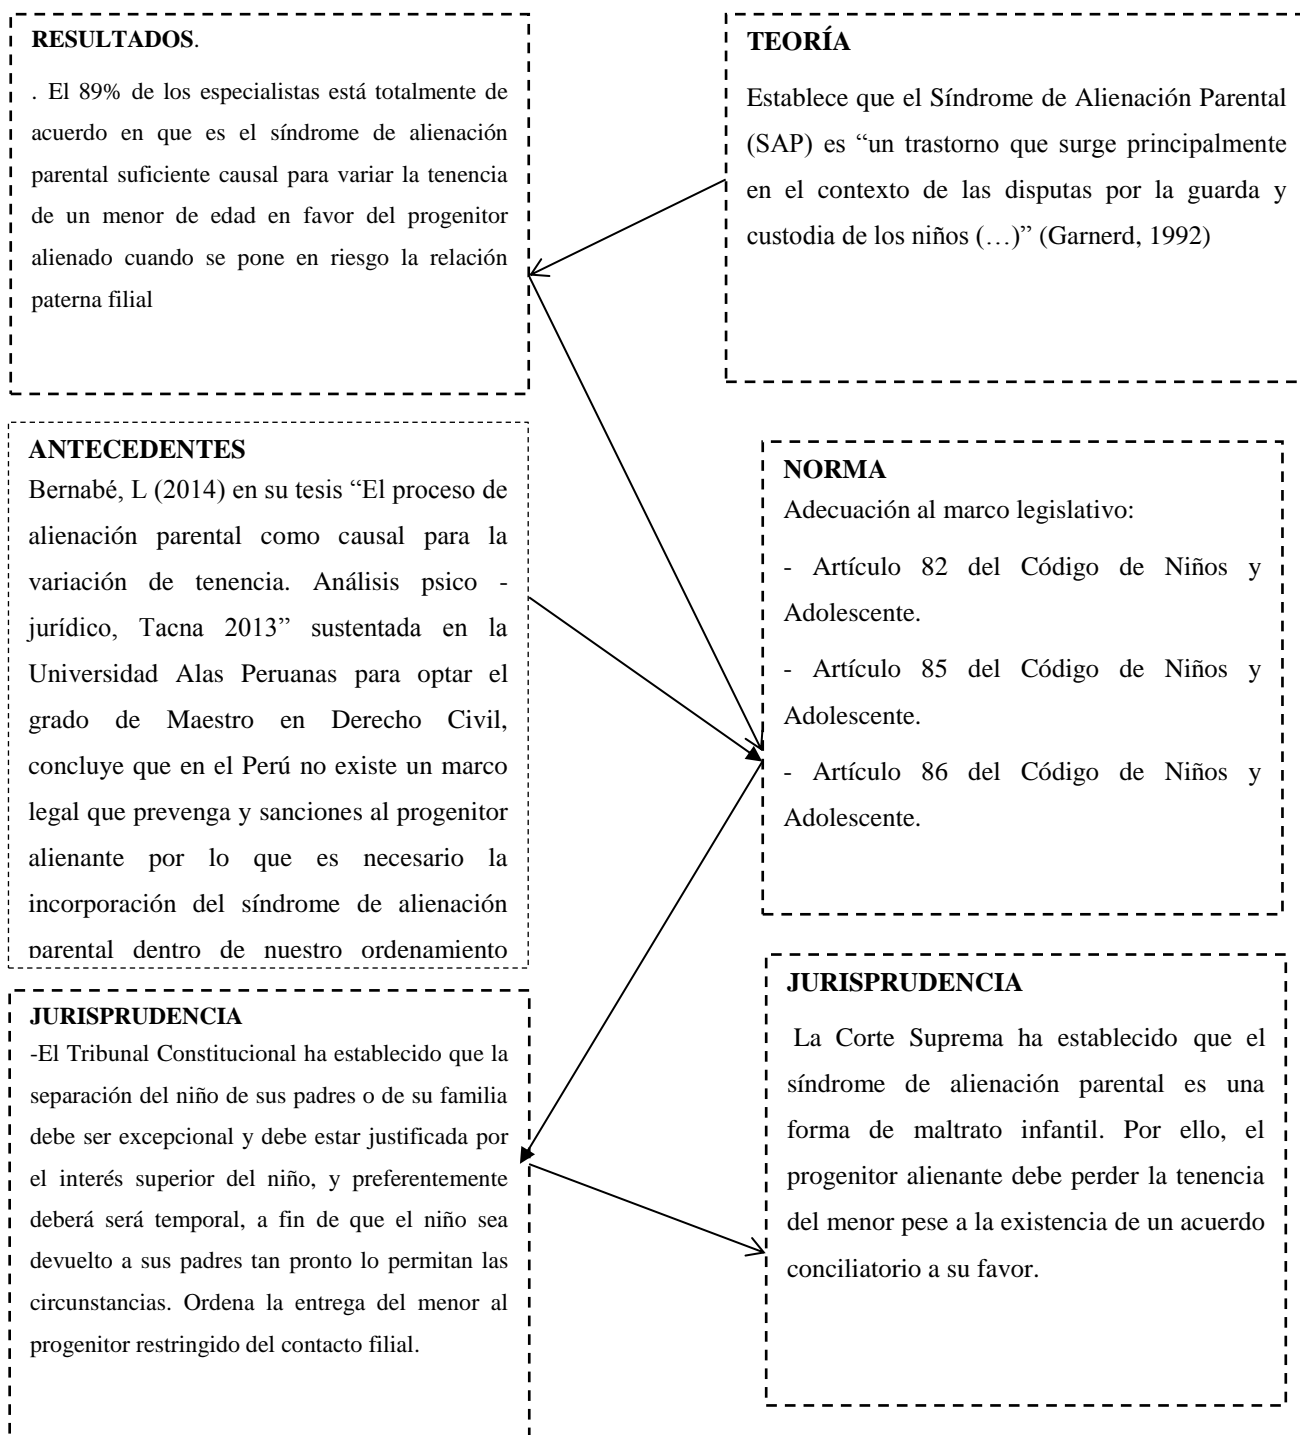 RESULTADOS.
. El 89% de los especialistas está totalmente de
acuerdo en que es el síndrome de alienación
parental suficiente causal para variar la tenencia
de un menor de edad en favor del progenitor
alienado cuando se pone en riesgo la relación
paterna filial
TEORÍA
Establece que el Síndrome de Alienación Parental
(SAP) es “un trastorno que surge principalmente
en el contexto de las disputas por la guarda y
custodia de los niños (…)” (Garnerd, 1992)
ANTECEDENTES
Bernabé, L (2014) en su tesis “El proceso de
alienación parental como causal para la
variación de tenencia. Análisis psico -
jurídico, Tacna 2013” sustentada en la
Universidad Alas Peruanas para optar el
grado de Maestro en Derecho Civil,
concluye que en el Perú no existe un marco
legal que prevenga y sanciones al progenitor
alienante por lo que es necesario la
incorporación del síndrome de alienación
parental dentro de nuestro ordenamiento
NORMA
Adecuación al marco legislativo:
- Artículo 82 del Código de Niños y
Adolescente.
- Artículo 85 del Código de Niños y
Adolescente.
- Artículo 86 del Código de Niños y
Adolescente.
JURISPRUDENCIA
-El Tribunal Constitucional ha establecido que la
separación del niño de sus padres o de su familia
debe ser excepcional y debe estar justificada por
el interés superior del niño, y preferentemente
deberá será temporal, a fin de que el niño sea
devuelto a sus padres tan pronto lo permitan las
circunstancias. Ordena la entrega del menor al
progenitor restringido del contacto filial.
JURISPRUDENCIA
La Corte Suprema ha establecido que el
síndrome de alienación parental es una
forma de maltrato infantil. Por ello, el
progenitor alienante debe perder la tenencia
del menor pese a la existencia de un acuerdo
conciliatorio a su favor.